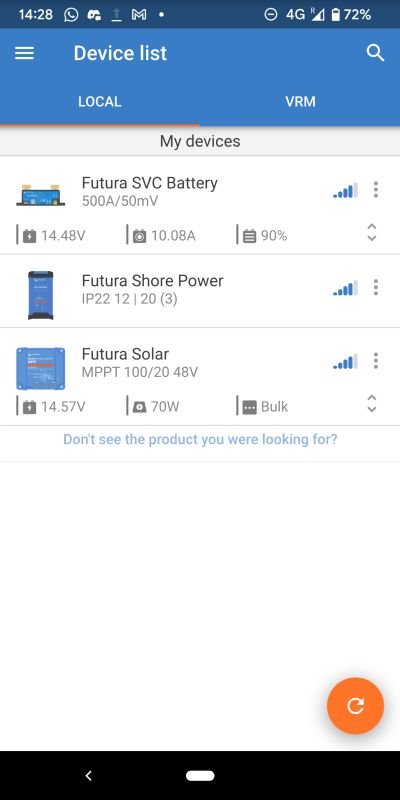 14:28 4G R 72%
Device list
LOCAL VRM
My devices
Futura SVC Battery
500A/50mV
14.48V 10.08A 90%
Futura Shore Power
IP22 12 | 20 (3)
Futura Solar
MPPT 100/20 48V
14.57V 70W Bulk
Don't see the product you were looking for?